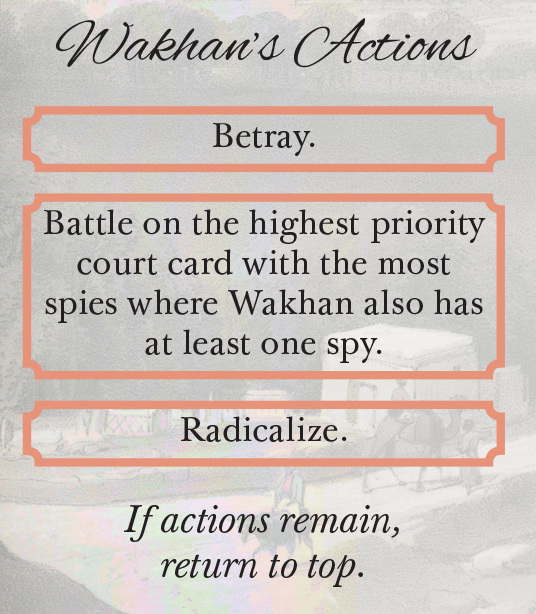 Wakhan's Actions
Betray.
Battle on the highest priority
court card with the most
spies where Wakhan also has
at least one spy.
Radicalize.
If actions remain,
return to top.